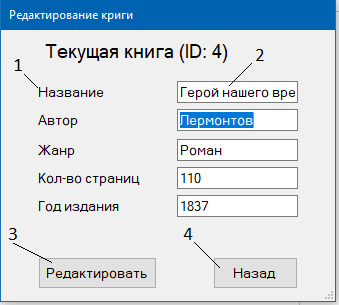 Редактирование криги
Текущая книга (ID: 4)
1
2
Название
Герой нашего вре
Автор
Пермонтов
Жанр
Роман
Кол-во страниц
110
Год издания
1837
3
4
Редактировать
Назад